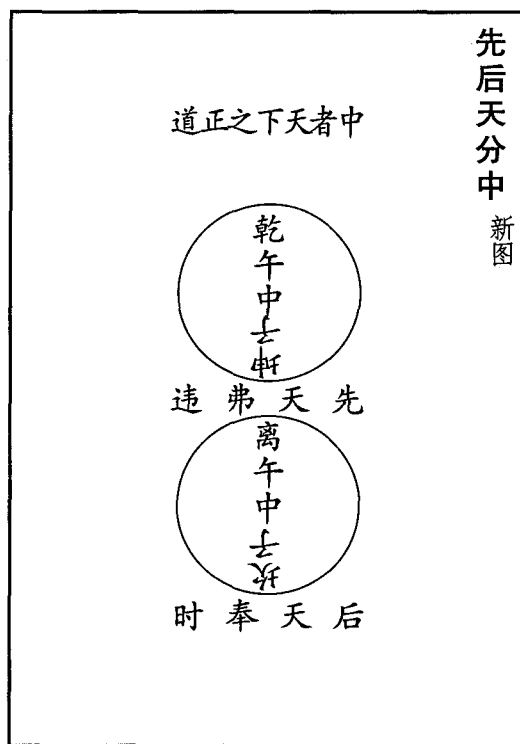 先后天分中
新图
中者天下之正道
乾
午
中
子
坤
先天弗违
离
午
中
子
坎
后天奉时